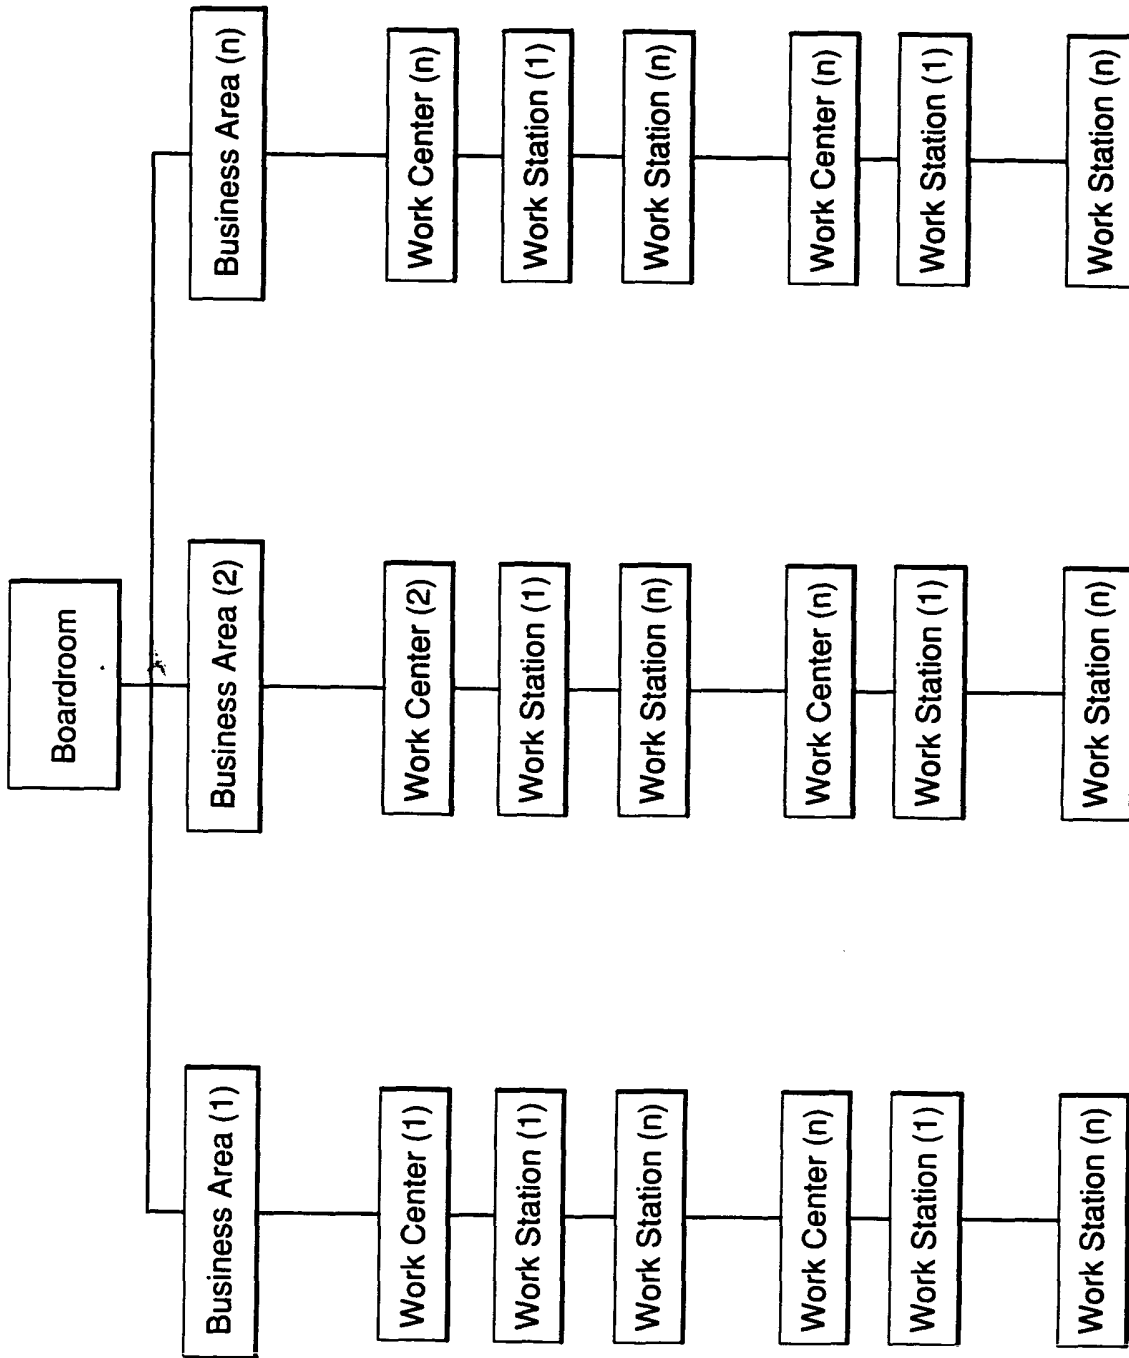 Boardroom
Business Area (1)
Business Area (2)
Business Area (n)
Work Center (1)
Work Center (2)
Work Center (n)
Work Station (1)
Work Station (1)
Work Station (1)
Work Station (n)
Work Station (n)
Work Station (n)
Work Center (n)
Work Center (n)
Work Center (n)
Work Station (1)
Work Station (1)
Work Station (1)
Work Station (n)
Work Station (n)
Work Station (n)